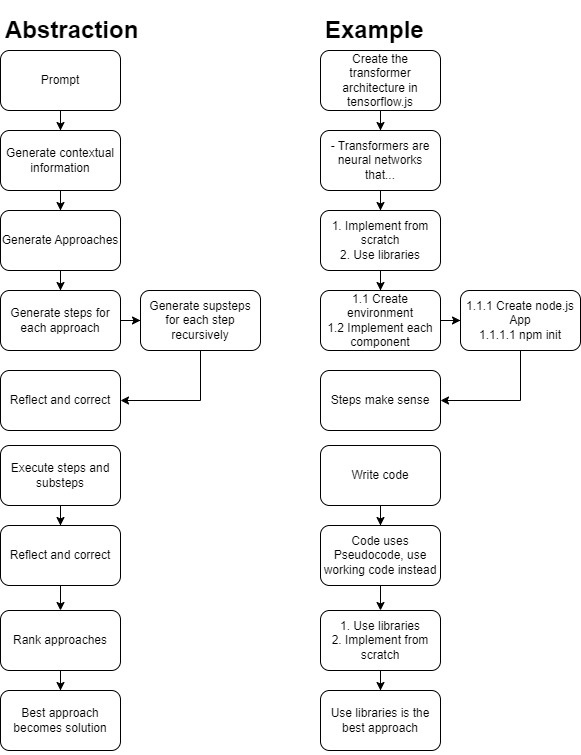 Abstraction
Prompt
Generate contextual
information
Generate Approaches
Generate steps for
each approach
Generate supsteps
for each step
recursively
Reflect and correct
Execute steps and
substeps
Reflect and correct
Rank approaches
Best approach
becomes solution
Example
Create the
transformer
architecture in
tensorflow.js
- Transformers are
neural networks
that...
1. Implement from
scratch
2. Use libraries
1.1 Create
environment
1.2 Implement each
component
1.1.1 Create node.js
App
1.1.1.1 npm init
Steps make sense
Write code
Code uses
Pseudocode, use
working code instead
1. Use libraries
2. Implement from
scratch
Use libraries is the
best approach